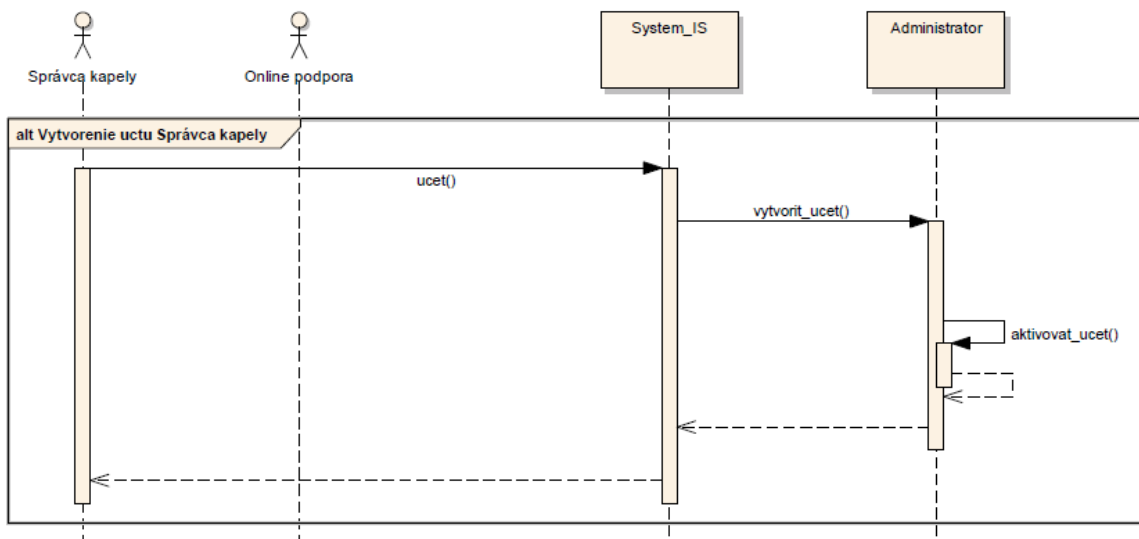 Správca kapely
Online podpora
System_IS
Administrator
alt Vytvorenie uctu Správca kapely
ucet()
vytvorit_ucet()
aktivovat_ucet()